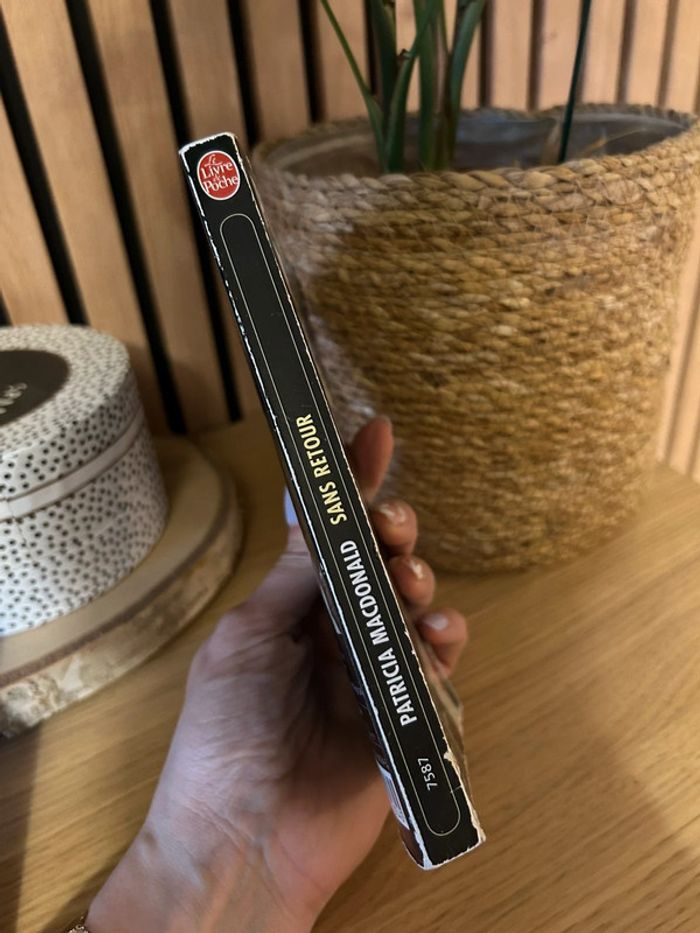 Le
Livre
de
Poche
PATRICIA MACDONALD SANS RETOUR
7587